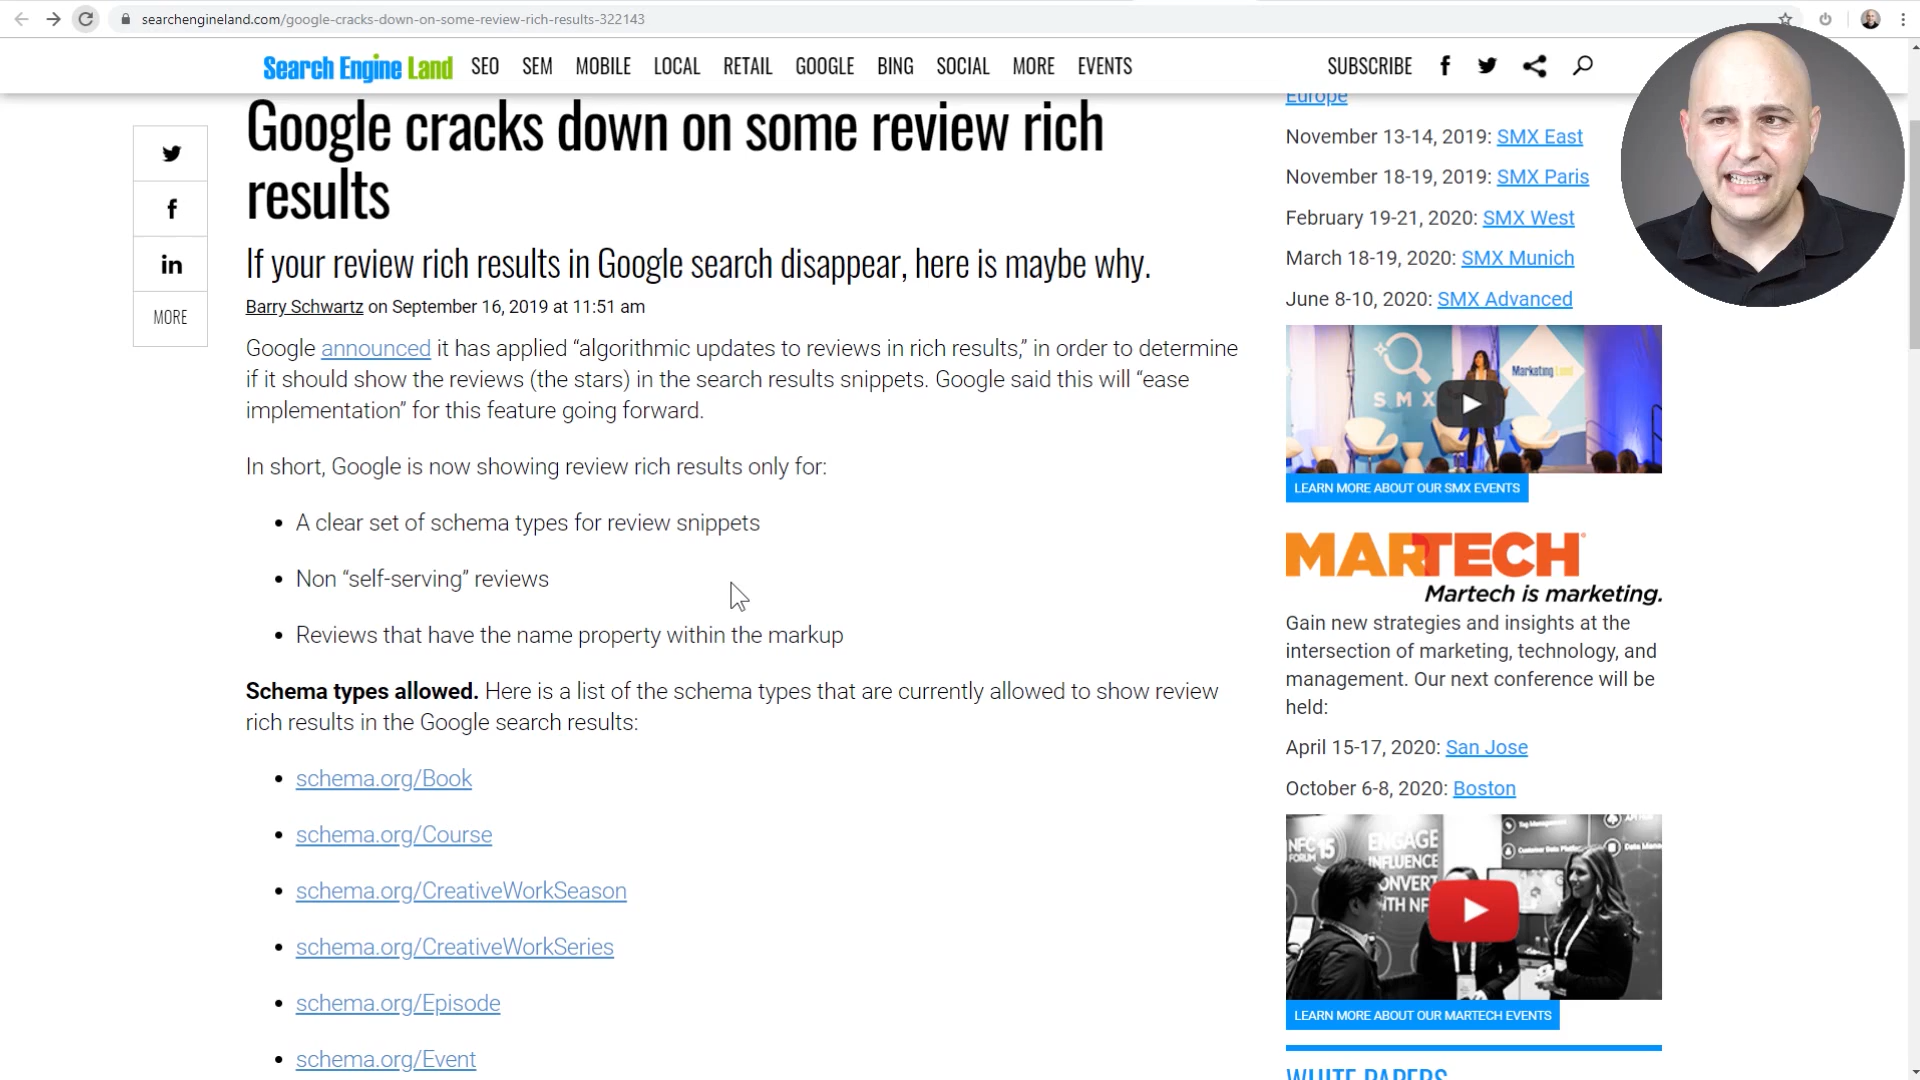 searchengineland.com/google-cracks-down-on-some-review-rich-results-322143
Search Engine Land SEO SEM MOBILE LOCAL RETAIL GOOGLE BING SOCIAL MORE EVENTS SUBSCRIBE
Google cracks down on some review rich
results
If your review rich results in Google search disappear, here is maybe why.
Barry Schwartz on September 16, 2019 at 11:51 am
MORE
Google announced it has applied “algorithmic updates to reviews in rich results,” in order to determine
if it should show the reviews (the stars) in the search results snippets. Google said this will “ease
implementation” for this feature going forward.
In short, Google is now showing review rich results only for:
• A clear set of schema types for review snippets
• Non “self-serving” reviews
• Reviews that have the name property within the markup
Schema types allowed. Here is a list of the schema types that are currently allowed to show review
rich results in the Google search results:
• schema.org/Book
• schema.org/Course
• schema.org/CreativeWorkSeason
• schema.org/CreativeWorkSeries
• schema.org/Episode
• schema.org/Event
Europe
November 13-14, 2019: SMX East
November 18-19, 2019: SMX Paris
February 19-21, 2020: SMX West
March 18-19, 2020: SMX Munich
June 8-10, 2020: SMX Advanced
Marketing Land
SMX
LEARN MORE ABOUT OUR SMX EVENTS
MARTECH
Martech is marketing.
Gain new strategies and insights at the
intersection of marketing, technology, and
management. Our next conference will be
held:
April 15-17, 2020: San Jose
October 6-8, 2020: Boston
NFC 15
FORUM
ENGAGE
INFLUENCE
CONVERT
WITH NF
Tag Management
LEARN MORE ABOUT OUR MARTECH EVENTS
WHITE PAPERS